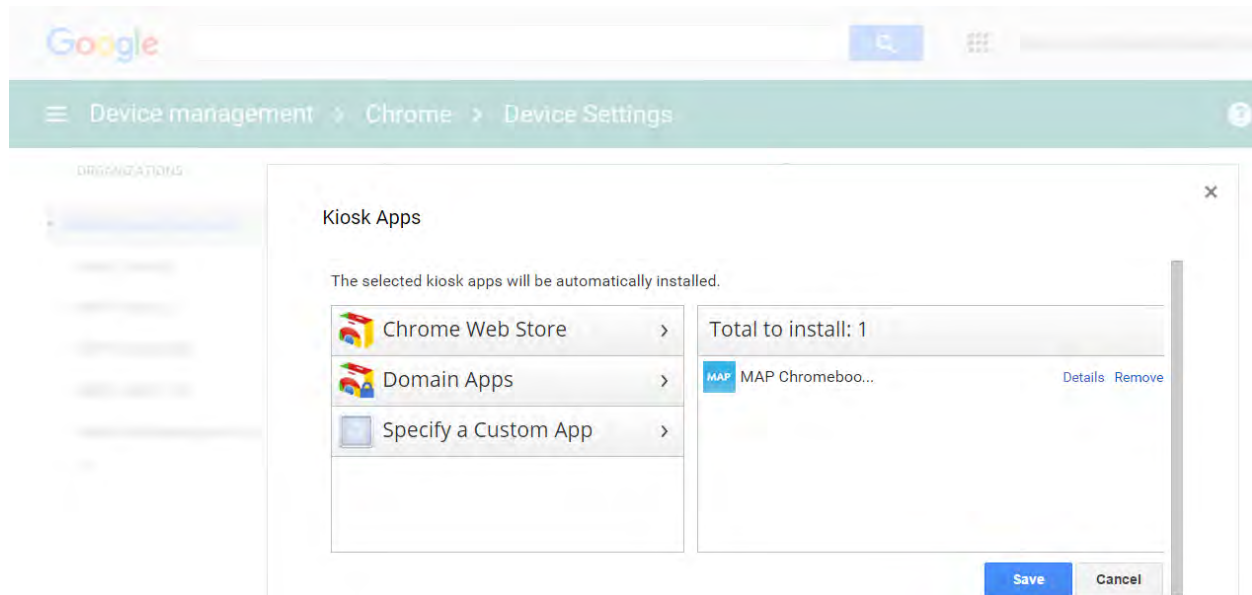 Google
Device management > Chrome > Device Settings
ORGANIZATIONS
Kiosk Apps
The selected kiosk apps will be automatically installed.
Chrome Web Store
Total to install: 1
Domain Apps
MAP MAP Chromeboo... Details Remove
Specify a Custom App
Save Cancel